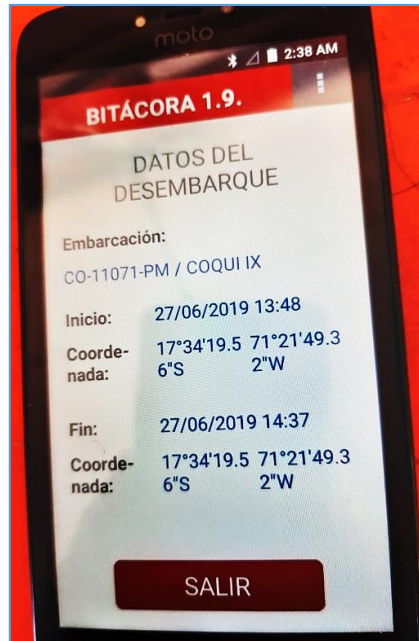 moto
2:38 AM
BITÁCORA 1.9.
DATOS DEL
DESEMBARQUE
Embarcación:
CO-11071-PM / COQUI IX
Inicio: 27/06/2019 13:48
Coorde- 17°34'19.5 71°21'49.3
nada: 6"S 2"W
Fin: 27/06/2019 14:37
Coorde- 17°34'19.5 71°21'49.3
nada: 6"S 2"W
SALIR